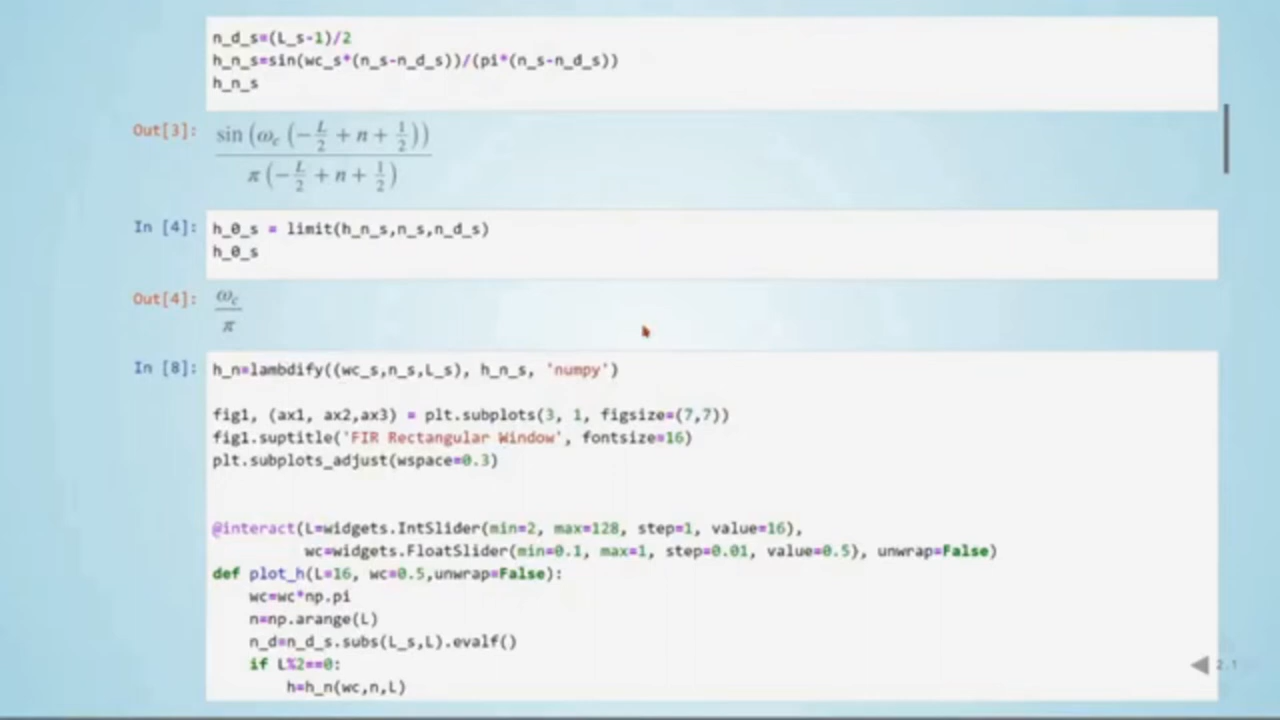 n_d_s=(L_s-1)/2
h_n_s=sin(wc_s*(n_s-n_d_s))/(pi*(n_s-n_d_s))
h_n_s
Out[3]: sin (ω_c (−L/2 + n + 1/2)) / π (−L/2 + n + 1/2)
In [4]: h_0_s = limit(h_n_s,n_s,n_d_s)
h_0_s
Out[4]: ω_c / π
In [8]: h_n=lambdify((wc_s,n_s,L_s), h_n_s, 'numpy')
fig1, (ax1, ax2,ax3) = plt.subplots(3, 1, figsize=(7,7))
fig1.suptitle('FIR Rectangular Window', fontsize=16)
plt.subplots_adjust(wspace=0.3)
@interact(L=widgets.IntSlider(min=2, max=128, step=1, value=16),
wc=widgets.FloatSlider(min=0.1, max=1, step=0.01, value=0.5), unwrap=False)
def plot_h(L=16, wc=0.5,unwrap=False):
wc=wc*np.pi
n=np.arange(L)
n_d=n_d_s.subs(L_s,L).evalf()
if L%2==0:
h=h_n(wc,n,L)
2.1